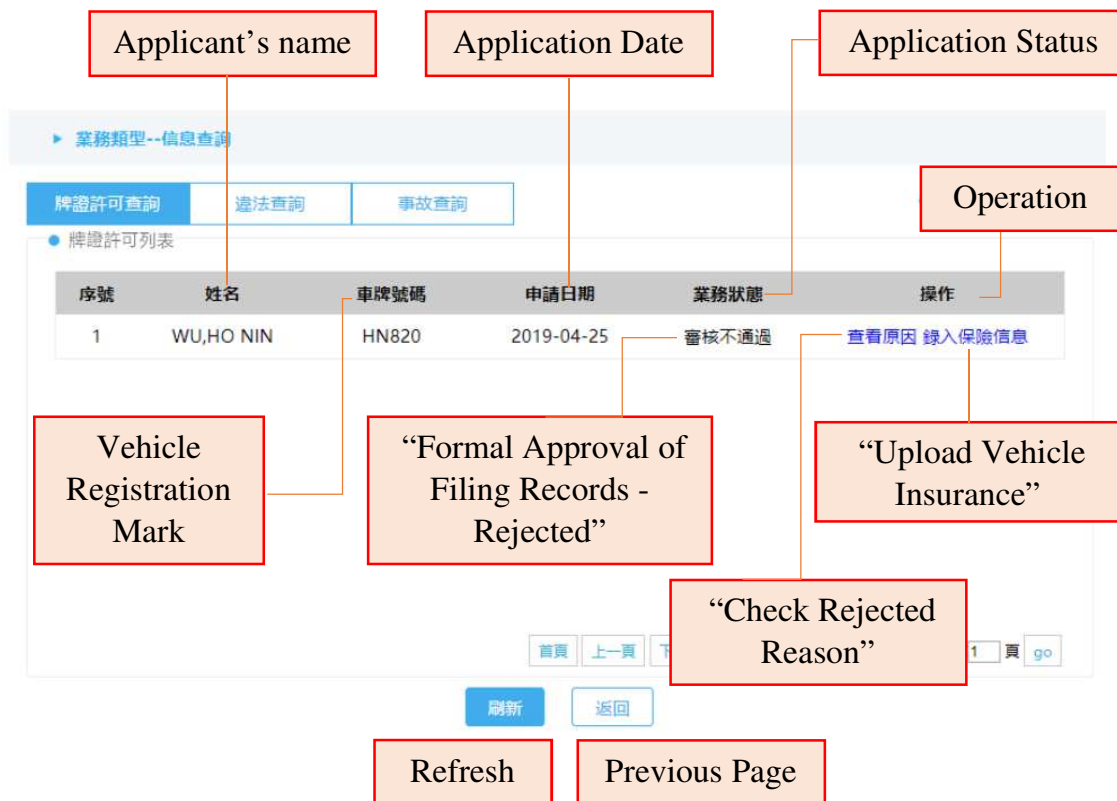 Applicant’s name
Application Date
Application Status
業務類型--信息查詢
牌證許可查詢 違法查詢 事故查詢
Operation
牌證許可列表
序號 姓名 車牌號碼 申請日期 業務狀態 操作
1 WU,HO NIN HN820 2019-04-25 審核不通過 查看原因 錄入保險信息
Vehicle
Registration
Mark
“Formal Approval of
Filing Records -
Rejected”
“Upload Vehicle
Insurance”
“Check Rejected
Reason”
首頁 上一頁 下 1 頁 go
刷新 返回
Refresh
Previous Page